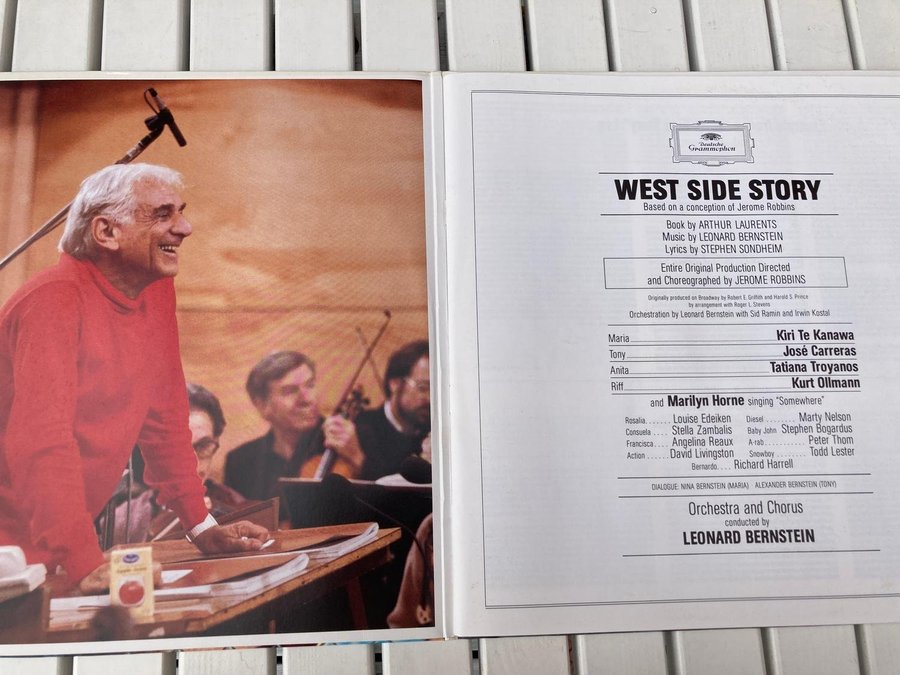 Apple Juice
Deutsche
Grammophon
WEST SIDE STORY
Based on a conception of Jerome Robbins
Book by ARTHUR LAURENTS
Music by LEONARD BERNSTEIN
Lyrics by STEPHEN SONDHEIM
Entire Original Production Directed
and Choreographed by JEROME ROBBINS
Originally produced on Broadway by Robert E. Griffith and Harold S. Prince
by arrangement with Roger L. Stevens
Orchestration by Leonard Bernstein with Sid Ramin and Irwin Kostal
Maria Kiri Te Kanawa
Tony José Carreras
Anita Tatiana Troyanos
Riff Kurt Ollmann
and Marilyn Horne singing "Somewhere"
Rosalia...... Louise Edeiken Diesel........ Marty Nelson
Consuela.... Stella Zambalis Baby John Stephen Bogardus
Francisca.... Angelina Reaux A-rab........... Peter Thom
Action...... David Livingston Snowboy........ Todd Lester
Bernardo.... Richard Harrell
DIALOGUE: NINA BERNSTEIN (MARIA) ALEXANDER BERNSTEIN (TONY)
Orchestra and Chorus
conducted by
LEONARD BERNSTEIN